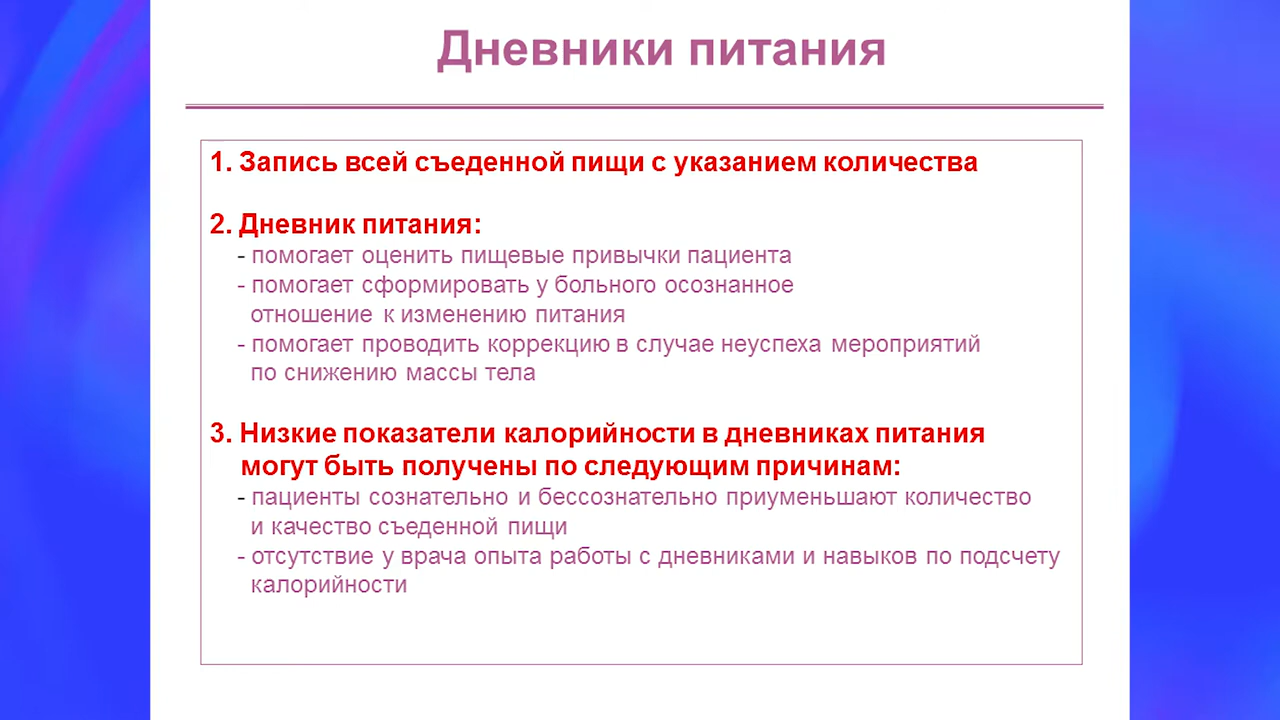 Дневники питания
1. Запись всей съеденной пищи с указанием количества
2. Дневник питания:
- помогает оценить пищевые привычки пациента
- помогает сформировать у больного осознанное
отношение к изменению питания
- помогает проводить коррекцию в случае неуспеха мероприятий
по снижению массы тела
3. Низкие показатели калорийности в дневниках питания
могут быть получены по следующим причинам:
- пациенты сознательно и бессознательно приуменьшают количество
и качество съеденной пищи
- отсутствие у врача опыта работы с дневниками и навыков по подсчету
калорийности